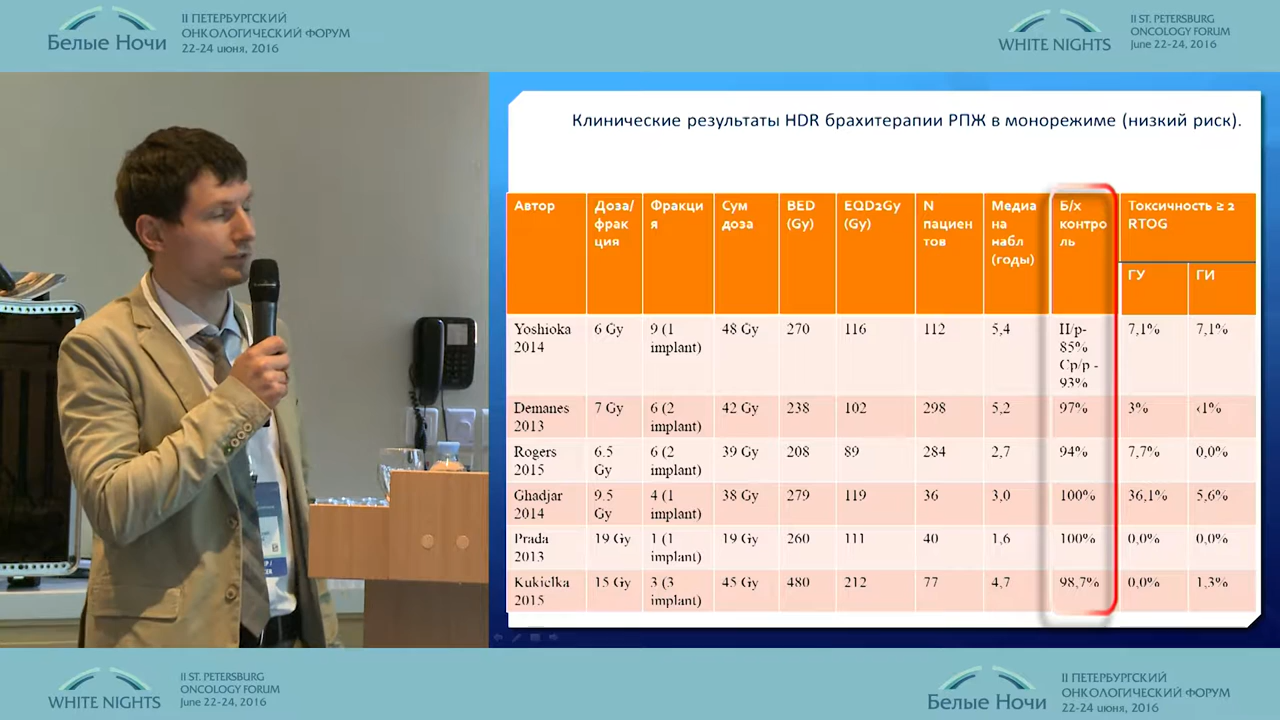 II ПЕТЕРБУРГСКИЙ
ОНКОЛОГИЧЕСКИЙ ФОРУМ
Белые Ночи
22-24 июня, 2016
II ST. PETERSBURG
ONCOLOGY FORUM
WHITE NIGHTS
June 22-24, 2016
Клинические результаты HDR брахитерапии РПЖ в монорежиме (низкий риск).
Автор
Доза/
фрак
ция
Фракци
я
Сум
доза
BED
(Gy)
EQD2Gy
(Gy)
N
пациен
тов
Медиа
на
набл
(годы)
Б/х
контро
ль
Токсичность ≥ 2
RTOG
ГУ
ГИ
Yoshioka
2014
6 Gy
9 (1
implant)
48 Gy
270
116
112
5,4
II/р-
85%
Ср/р -
93%
7,1%
7,1%
Demanes
2013
7 Gy
6 (2
implant)
42 Gy
238
102
298
5,2
97%
3%
‹1%
Rogers
2015
6.5
Gy
6 (2
implant)
39 Gy
208
89
284
2,7
94%
7,7%
0,0%
Ghadjar
2014
9.5
Gy
4 (1
implant)
38 Gy
279
119
36
3,0
100%
36,1%
5,6%
Prada
2013
19 Gy
1 (1
implant)
19 Gy
260
111
40
1,6
100%
0,0%
0,0%
Kukielka
2015
15 Gy
3 (3
implant)
45 Gy
480
212
77
4,7
98,7%
0,0%
1,3%
II ST. PETERSBURG
ONCOLOGY FORUM
WHITE NIGHTS
June 22-24, 2016
II ПЕТЕРБУРГСКИЙ
ОНКОЛОГИЧЕСКИЙ ФОРУМ
Белые Ночи
22-24 июня, 2016